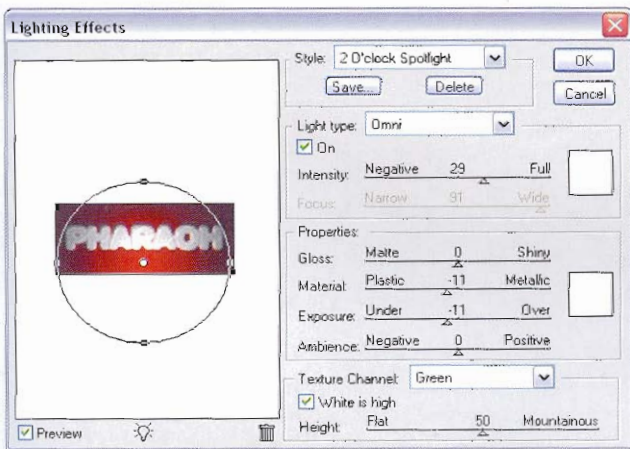 Lighting Effects
Style: 2 O'clock Spotlight
OK
Save...
Delete
Cancel
Light type: Omni
On
Intensity: Negative 29 Full
Focus: Narrow 91 Wide
PHARAOH
Properties:
Gloss: Matte 0 Shiny
Material: Plastic -11 Metallic
Exposure: Under -11 Over
Ambience: Negative 0 Positive
Texture Channel: Green
White is high
Height: Flat 50 Mountainous
Preview